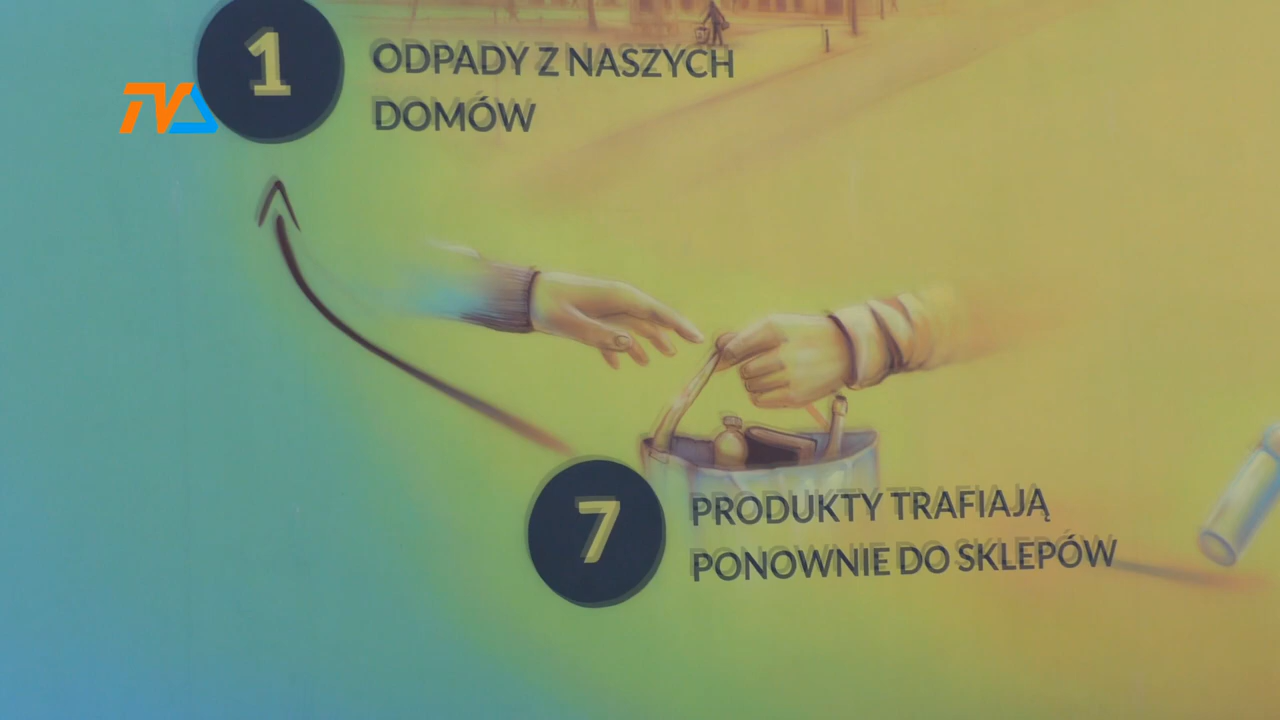 1
ODPADY Z NASZYCH
DOMÓW
TVS
7
PRODUKTY TRAFIAJĄ
PONOWNIE DO SKLEPÓW